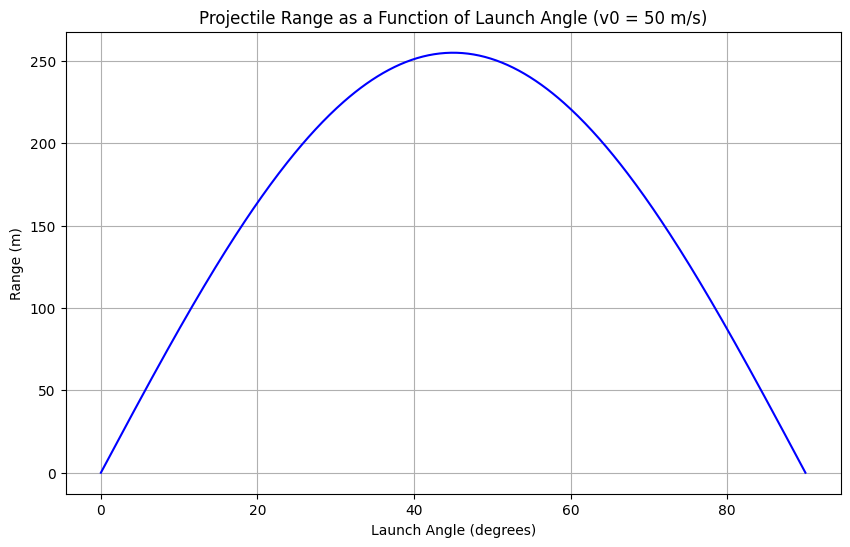 Projectile Range as a Function of Launch Angle (v0 = 50 m/s)
250
200
150
100
50
0
Range (m)
0 20 40 60 80
Launch Angle (degrees)